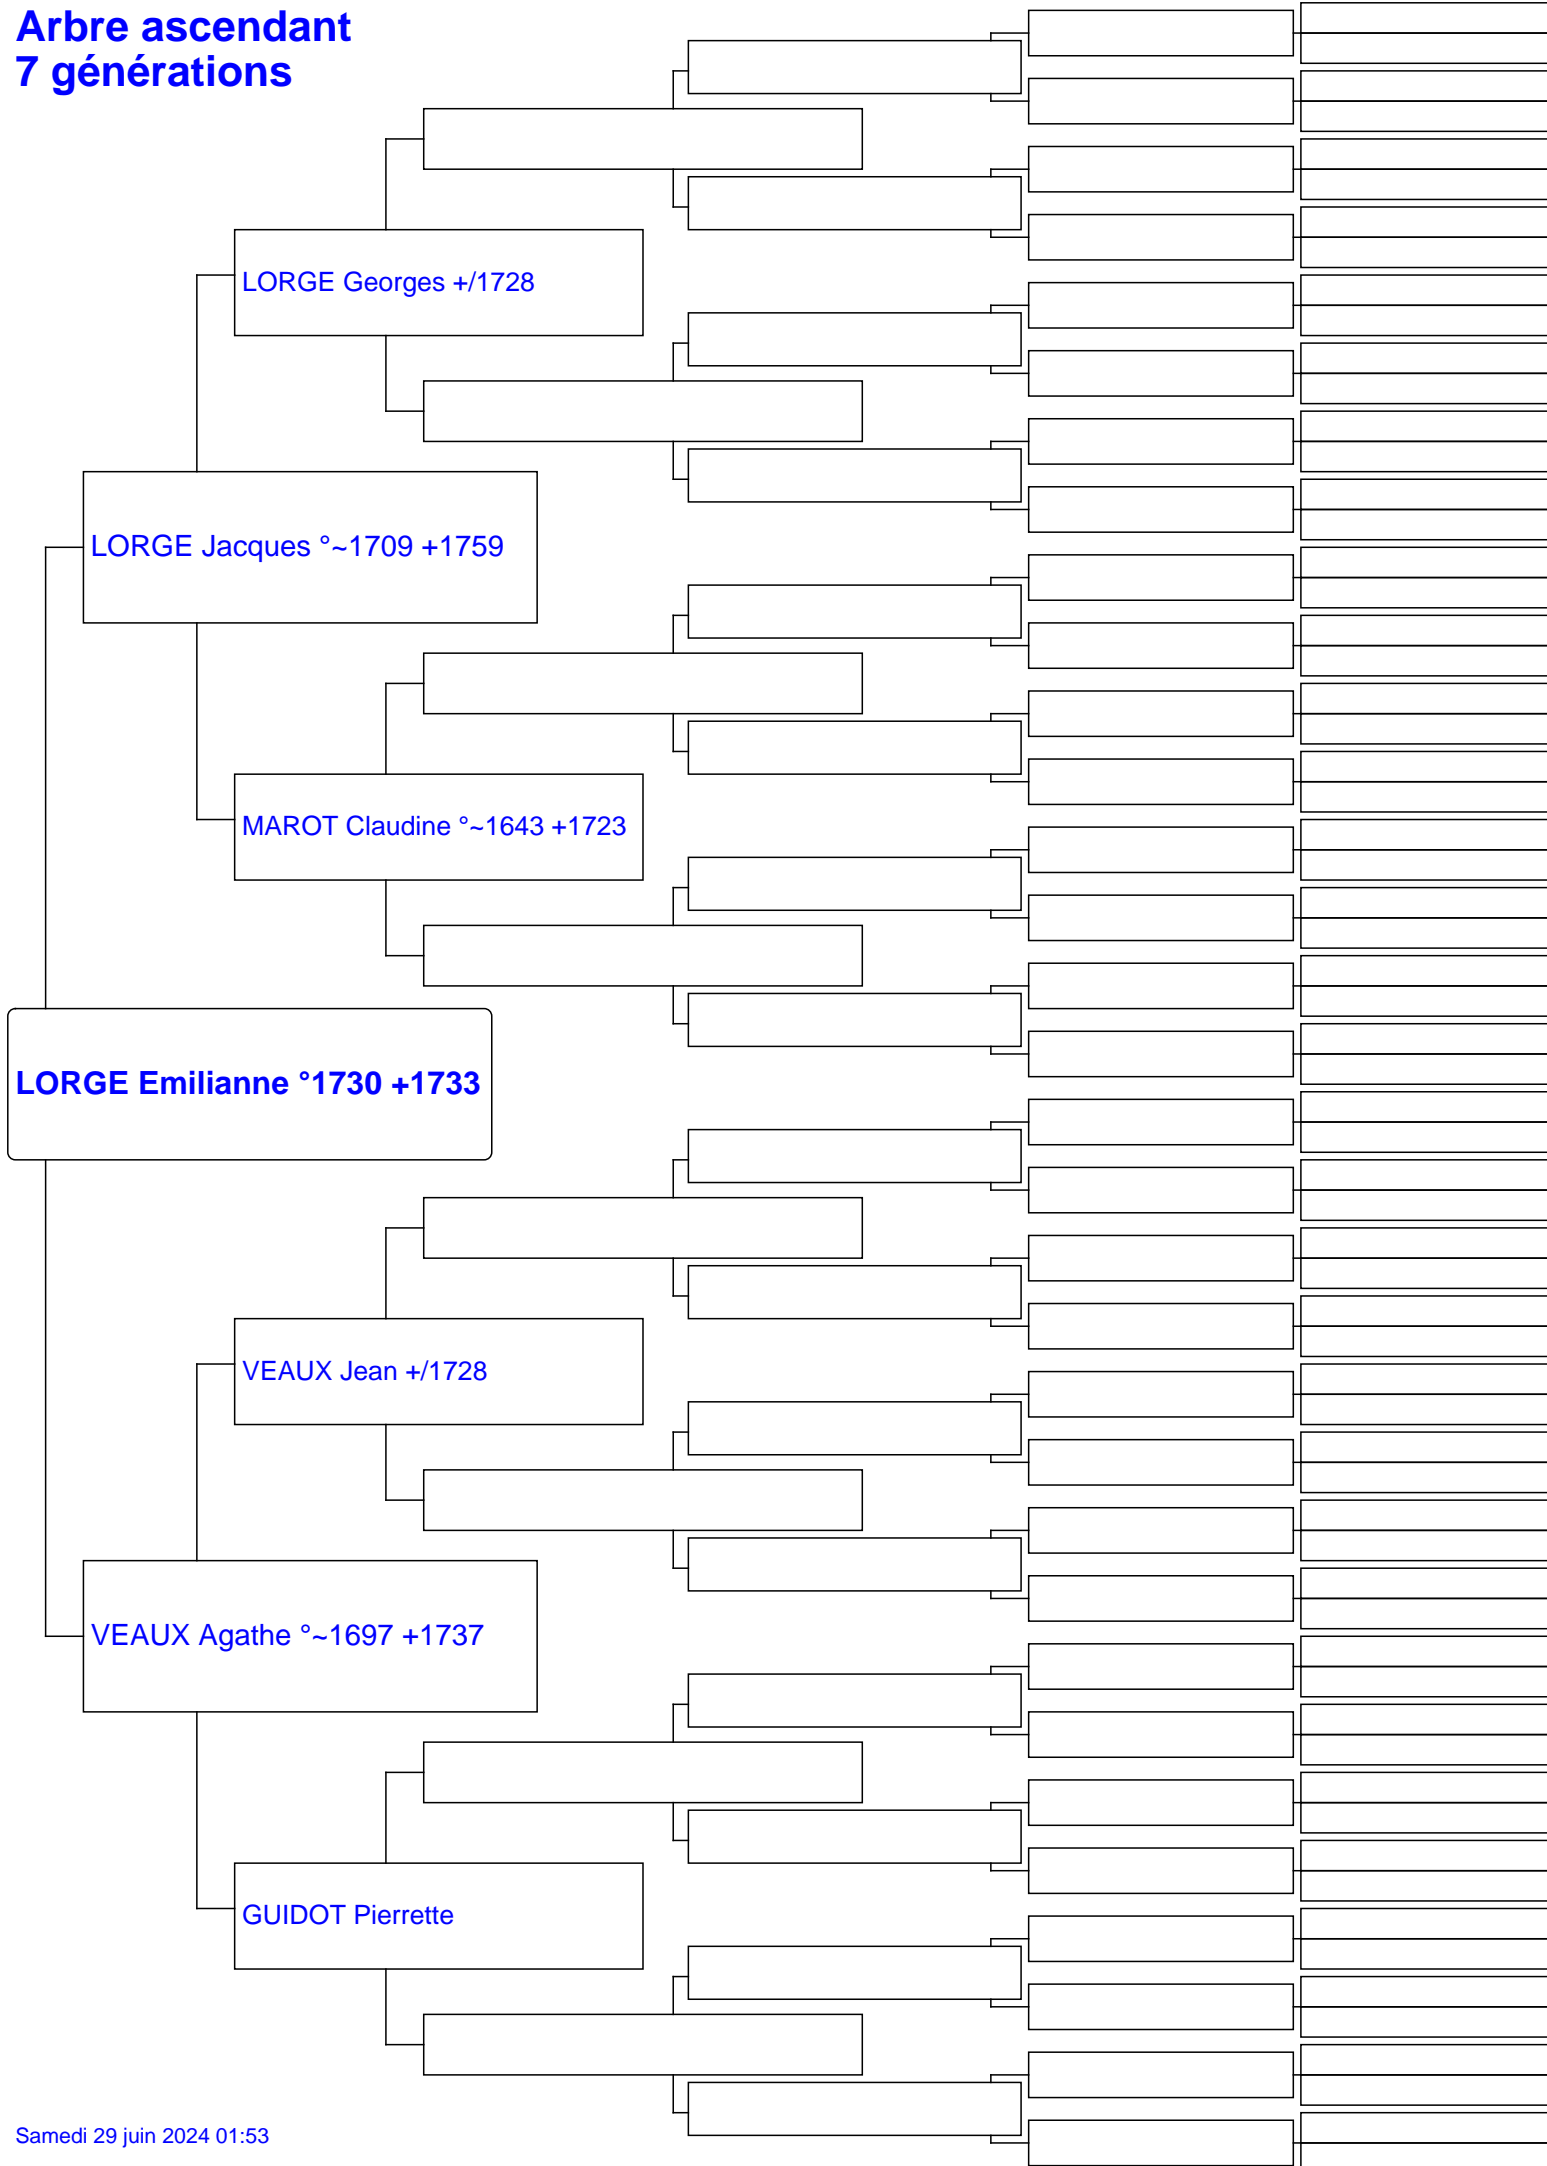 Arbre ascendant
7 générations
LORGE Georges +/1728
LORGE Jacques °~1709 +1759
MAROT Claudine °~1643 +1723
LORGE Emilianne °1730 +1733
VEAUX Jean +/1728
VEAUX Agathe °~1697 +1737
GUIDOT Pierrette
Samedi 29 juin 2024 01:53